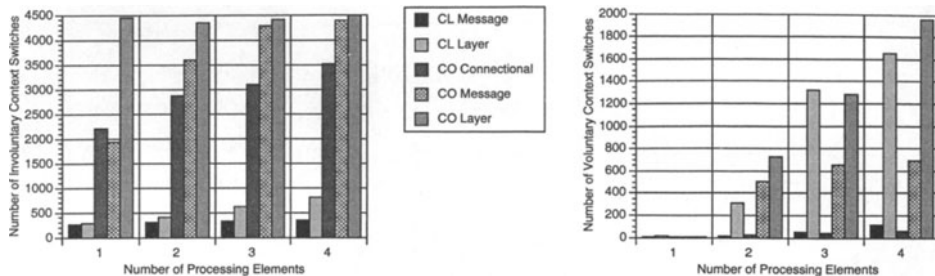 Number of Involuntary Context Switches
4500
4000
3500
3000
2500
2000
1500
1000
500
0
1 2 3 4
Number of Processing Elements
CL Message
CL Layer
CO Connectional
CO Message
CO Layer
Number of Voluntary Context Switches
2000
1800
1600
1400
1200
1000
800
600
400
200
0
1 2 3 4
Number of Processing Elements